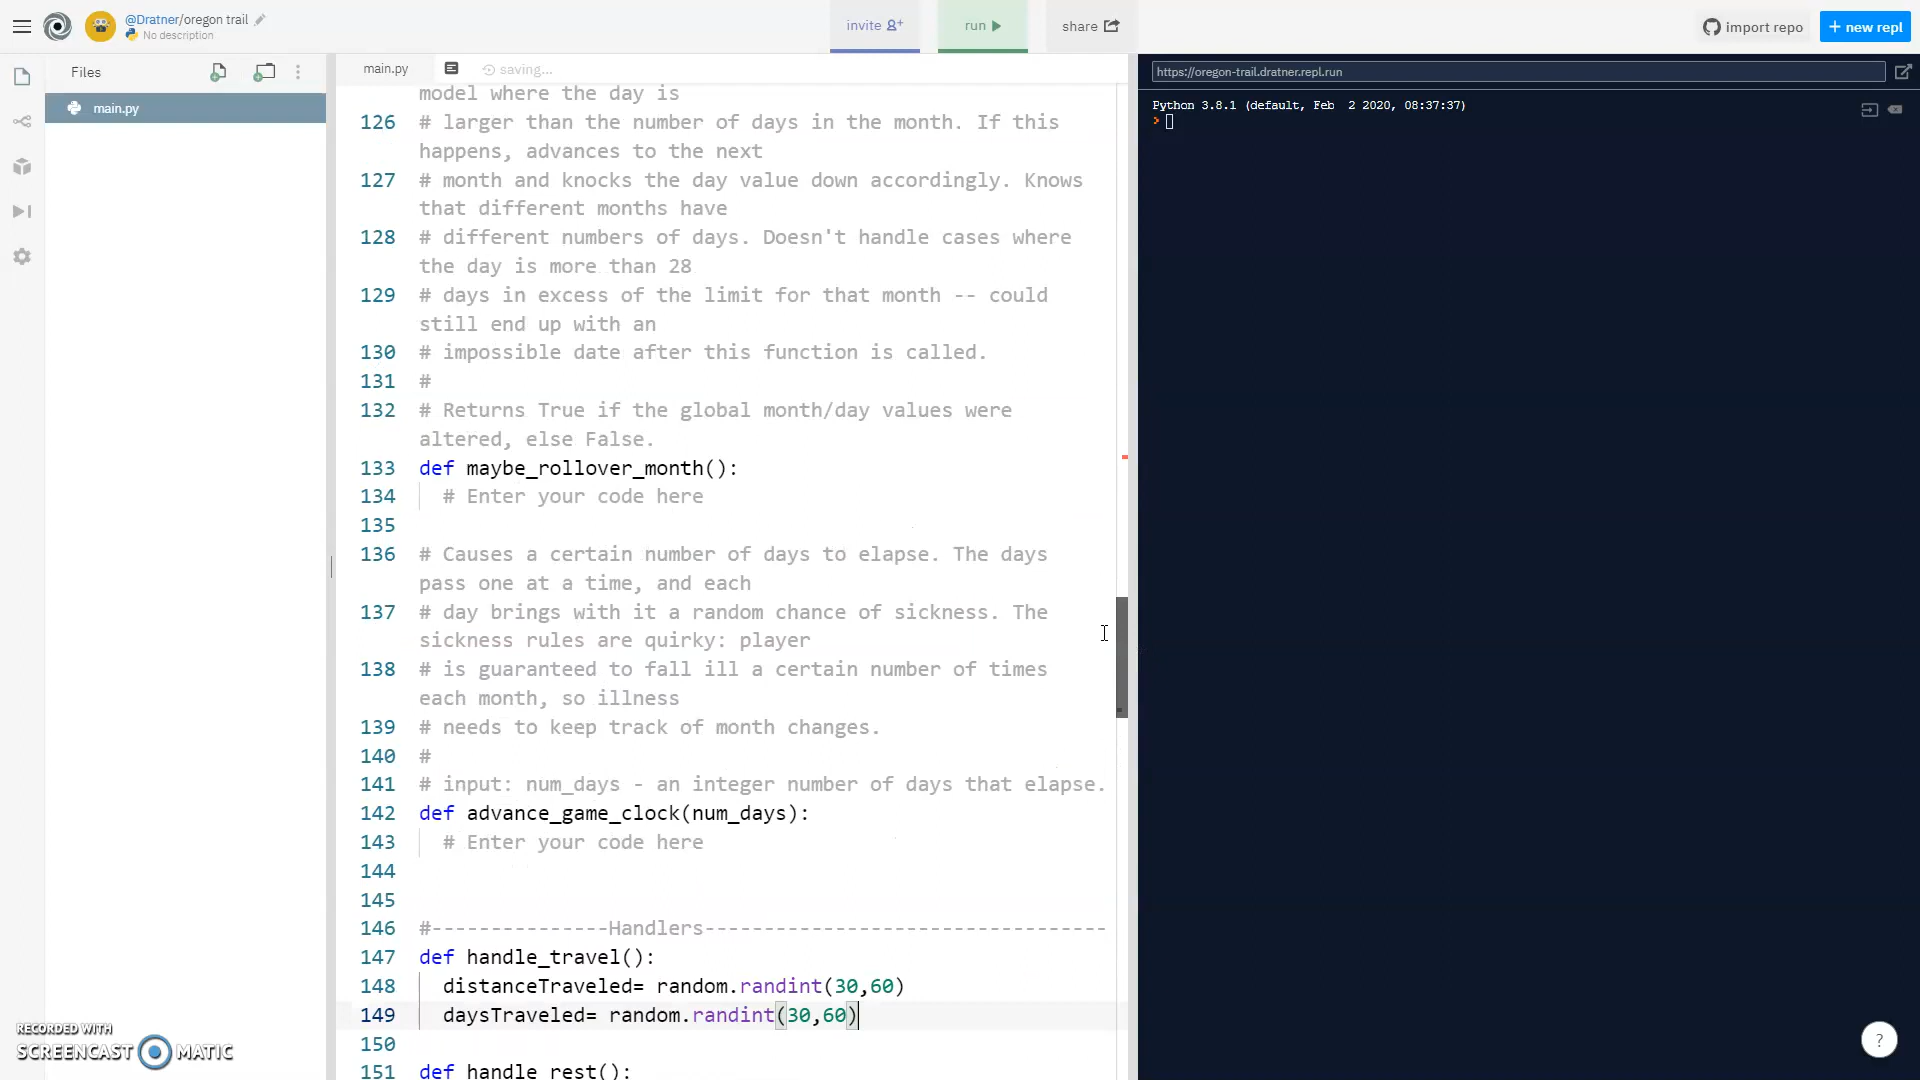 @Dratner/oregon trail
No description
invite
run
share
import repo
+ new repl
Files
main.py
main.py
saving...
https://oregon-trail.dratner.repl.run
Python 3.8.1 (default, Feb  2 2020, 08:37:37)
>
model where the day is
126 # larger than the number of days in the month. If this
happens, advances to the next
127 # month and knocks the day value down accordingly. Knows
that different months have
128 # different numbers of days. Doesn't handle cases where
the day is more than 28
129 # days in excess of the limit for that month -- could
still end up with an
130 # impossible date after this function is called.
131 #
132 # Returns True if the global month/day values were
altered, else False.
133 def maybe_rollover_month():
134   # Enter your code here
135
136 # Causes a certain number of days to elapse. The days
pass one at a time, and each
137 # day brings with it a random chance of sickness. The
sickness rules are quirky: player
138 # is guaranteed to fall ill a certain number of times
each month, so illness
139 # needs to keep track of month changes.
140 #
141 # input: num_days - an integer number of days that elapse.
142 def advance_game_clock(num_days):
143   # Enter your code here
144
145
146 #---------------Handlers----------------------------------
147 def handle_travel():
148   distanceTraveled= random.randint(30,60)
149   daysTraveled= random.randint(30,60)
150
151 def handle_rest():
RECORDED WITH
SCREENCAST MATIC
?